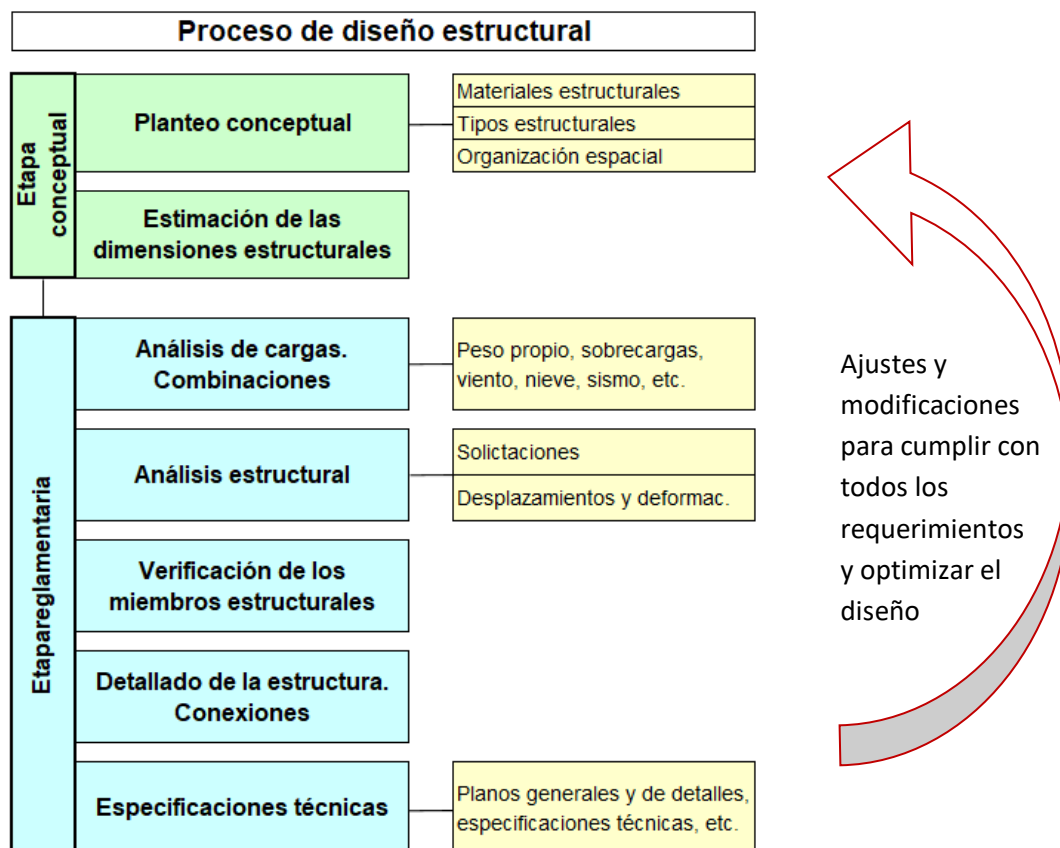 Proceso de diseño estructural
Etapa
conceptual
Planteo conceptual
Materiales estructurales
Tipos estructurales
Organización espacial
Estimación de las
dimensiones estructurales
Etapareglamentaria
Análisis de cargas.
Combinaciones
Peso propio, sobrecargas,
viento, nieve, sismo, etc.
Análisis estructural
Solictaciones
Desplazamientos y deformac.
Verificación de los
miembros estructurales
Detallado de la estructura.
Conexiones
Especificaciones técnicas
Planos generales y de detalles,
especificaciones técnicas, etc.
Ajustes y
modificaciones
para cumplir con
todos los
requerimientos
y optimizar el
diseño